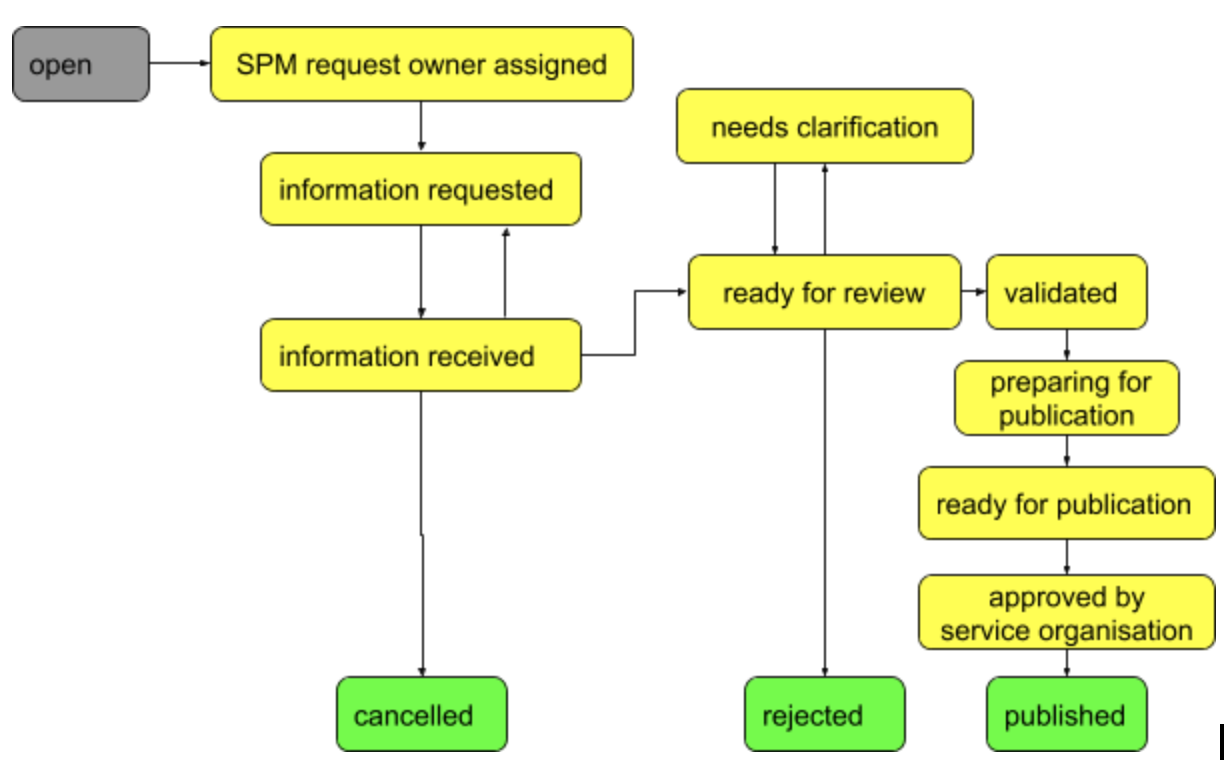 open
SPM request owner assigned
needs clarification
information requested
ready for review
validated
information received
preparing for
publication
ready for publication
approved by
service organisation
cancelled
rejected
published